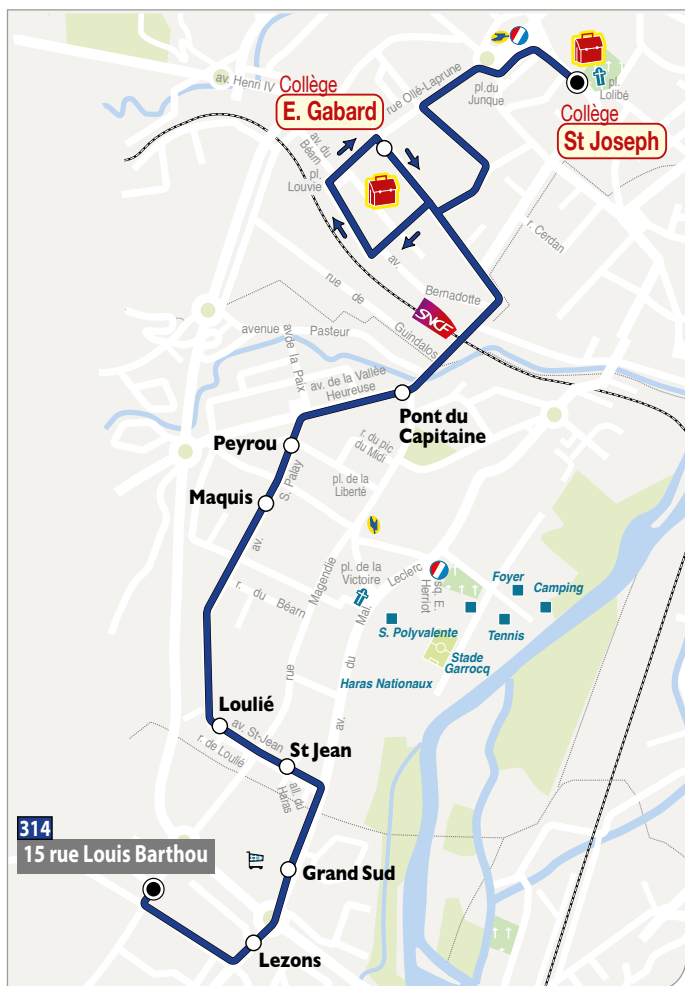 av. Henri IV
Collège
E. Gabard
rue Ollé-Laprune
pl.du
Junque
pl.
Lolibé
Collège
St Joseph
av. du
Béarn
pl.
Louvie
r. Cerdan
av.
Bernadotte
rue de
Guindalos
SNCF
avenue Pasteur
av de la Paix
av. de la Vallée
Heureuse
Pont du
Capitaine
Peyrou
r. du pic
du Midi
S. Palay
pl. de la
Liberté
Maquis
av.
pl. de la
Victoire
Leclerc
sq. E.
Herriot
Magendie
r. du Béarn
Mal.
Foyer
Camping
S. Polyvalente
Tennis
Stade
Garrocq
Haras Nationaux
rue
du
av.
Loulié
av. St-Jean
r. de Loulié
St Jean
all. du
Haras
314
15 rue Louis Barthou
Grand Sud
Lezons